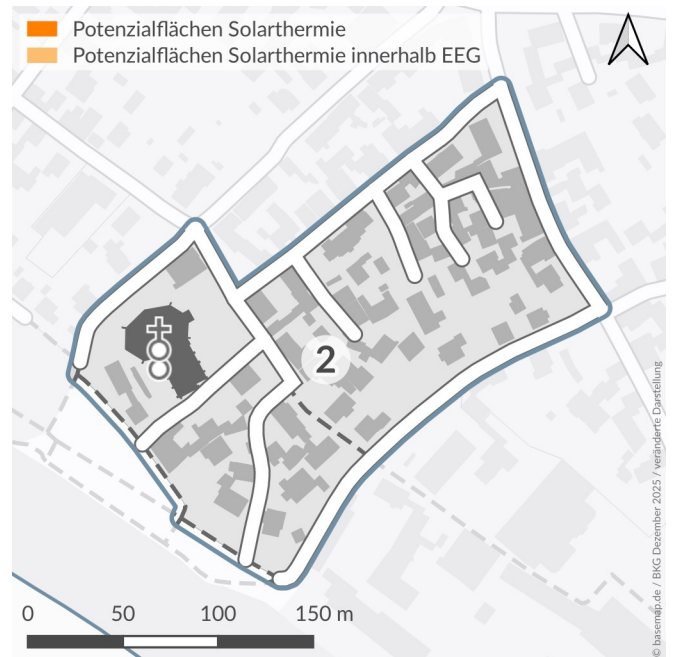 Potenzialflächen Solarthermie
Potenzialflächen Solarthermie innerhalb EEG
2
0 50 100 150 m
© basemap.de / BKG Dezember 2025 / veränderte Darstellung